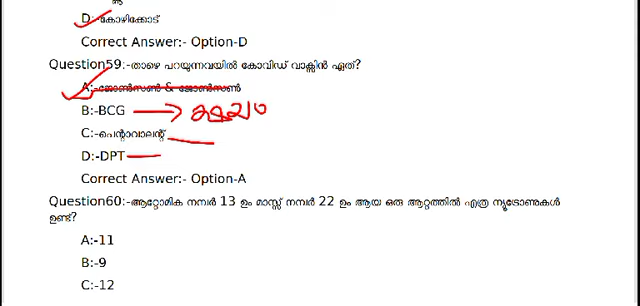 D:-കോഴിക്കോട്
Correct Answer:- Option-D
Question59:-താഴെ പറയുന്നവയിൽ കോവിഡ് വാക്സിൻ ഏത്?
A:-ജോൺസൺ & ജോൺസൺ
B:-BCG → ക്ഷയം
C:-പെന്റാവാലന്റ്
D:-DPT
Correct Answer:- Option-A
Question60:-ആറ്റോമിക നമ്പർ 13 ഉം മാസ്സ് നമ്പർ 22 ഉം ആയ ഒരു ആറ്റത്തിൽ എത്ര ന്യൂട്രോണുകൾ
ഉണ്ട്?
A:-11
B:-9
C:-12